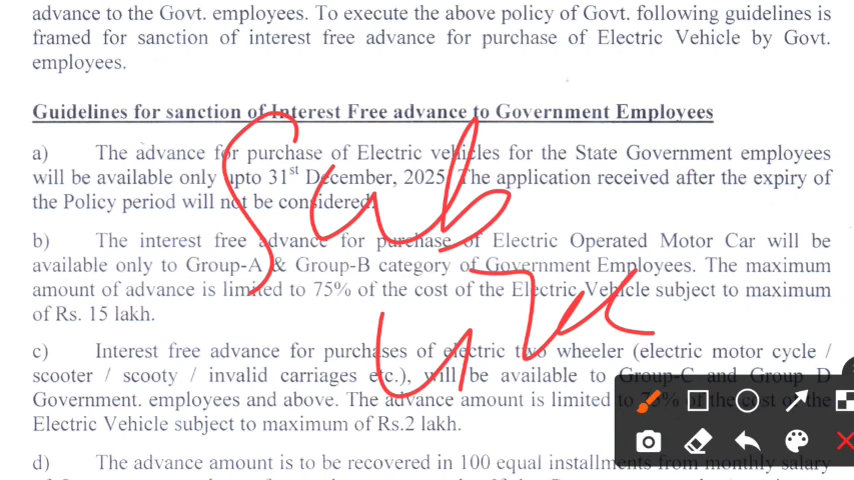 advance to the Govt. employees. To execute the above policy of Govt. following guidelines is
framed for sanction of interest free advance for purchase of Electric Vehicle by Govt.
employees.
Guidelines for sanction of Interest Free advance to Government Employees
a) The advance for purchase of Electric vehicles for the State Government employees
will be available only upto 31st December, 2025. The application received after the expiry of
the Policy period will not be considered.
b) The interest free advance for purchase of Electric Operated Motor Car will be
available only to Group-A & Group-B category of Government Employees. The maximum
amount of advance is limited to 75% of the cost of the Electric Vehicle subject to maximum
of Rs. 15 lakh.
c) Interest free advance for purchases of electric two wheeler (electric motor cycle /
scooter / scooty / invalid carriages etc.), will be available to Group-C and Group D
Government. employees and above. The advance amount is limited to 75% of the cost of the
Electric Vehicle subject to maximum of Rs.2 lakh.
d) The advance amount is to be recovered in 100 equal installments from monthly salary
Sub